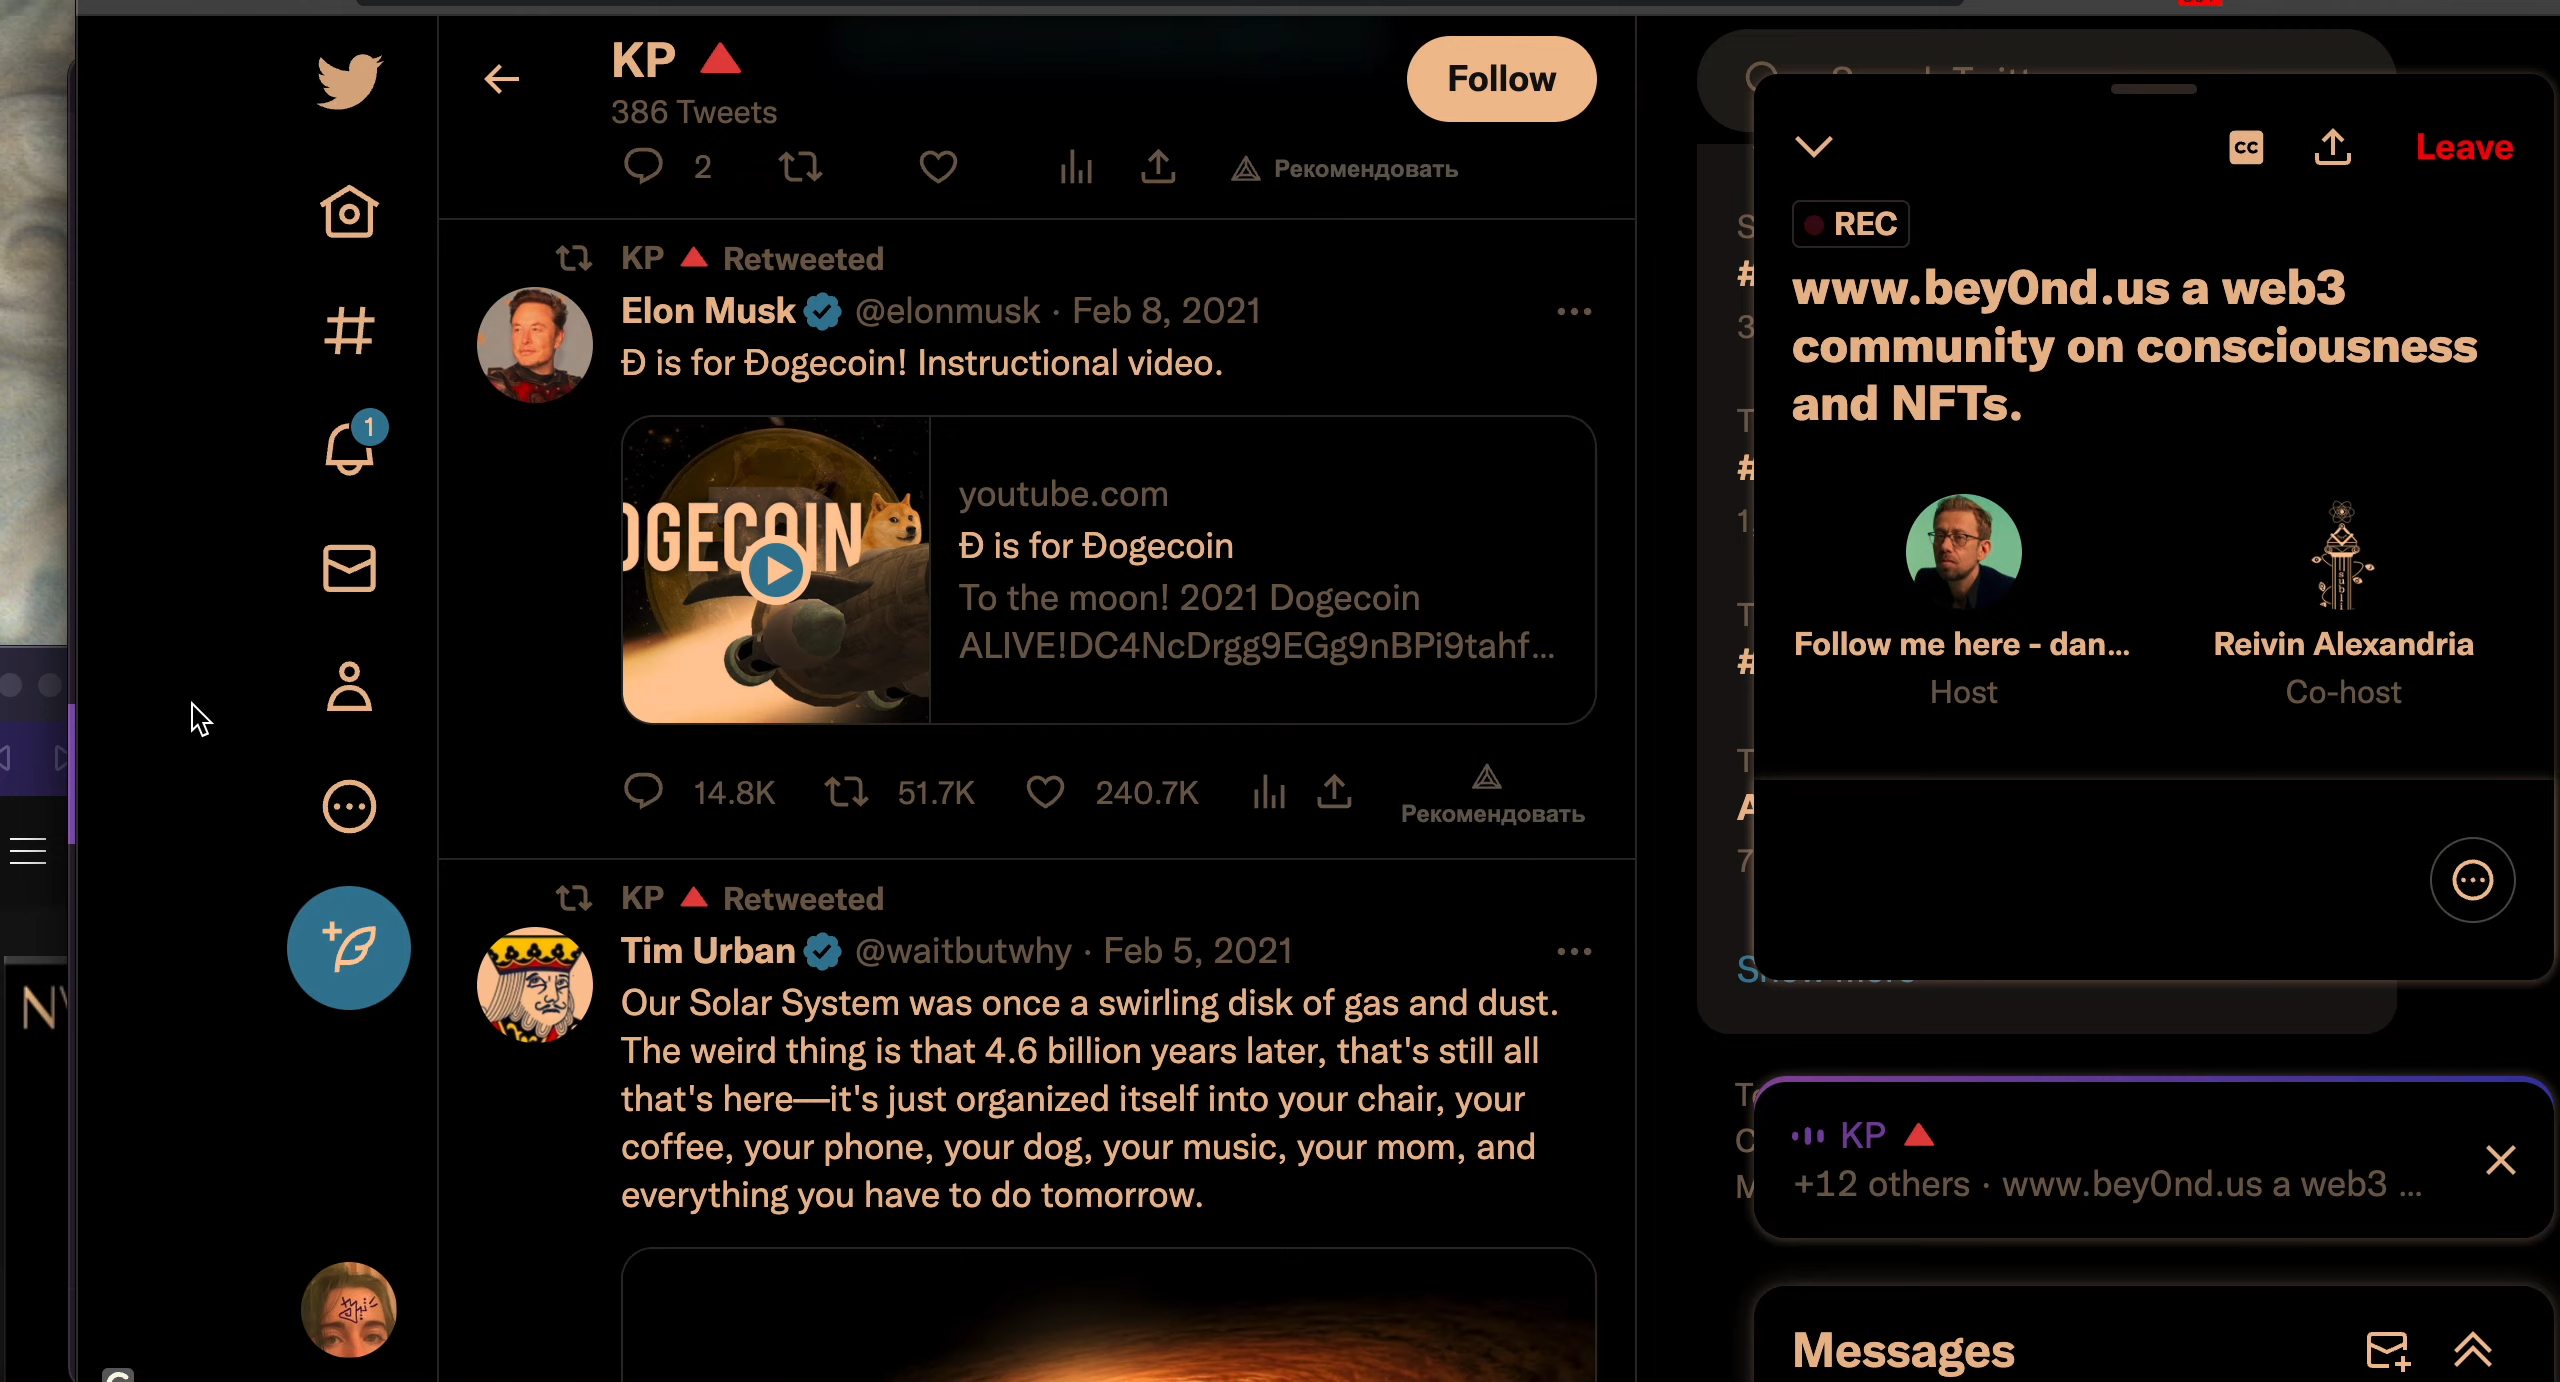 KP
386 Tweets
Follow
2
Рекомендовать
KP Retweeted
Elon Musk @elonmusk · Feb 8, 2021
Ð is for Ðogecoin! Instructional video.
OGECOIN
youtube.com
Ð is for Ðogecoin
To the moon! 2021 Dogecoin
ALIVE!DC4NcDrgg9EGg9nBPi9tahf...
14.8K
51.7K
240.7K
Рекомендовать
KP Retweeted
Tim Urban @waitbutwhy · Feb 5, 2021
Our Solar System was once a swirling disk of gas and dust.
The weird thing is that 4.6 billion years later, that's still all
that's here—it's just organized itself into your chair, your
coffee, your phone, your dog, your music, your mom, and
everything you have to do tomorrow.
1
CC
Leave
REC
www.bey0nd.us a web3
community on consciousness
and NFTs.
Follow me here - dan...
Host
Reivin Alexandria
Co-host
KP
+12 others · www.bey0nd.us a web3 ...
Messages